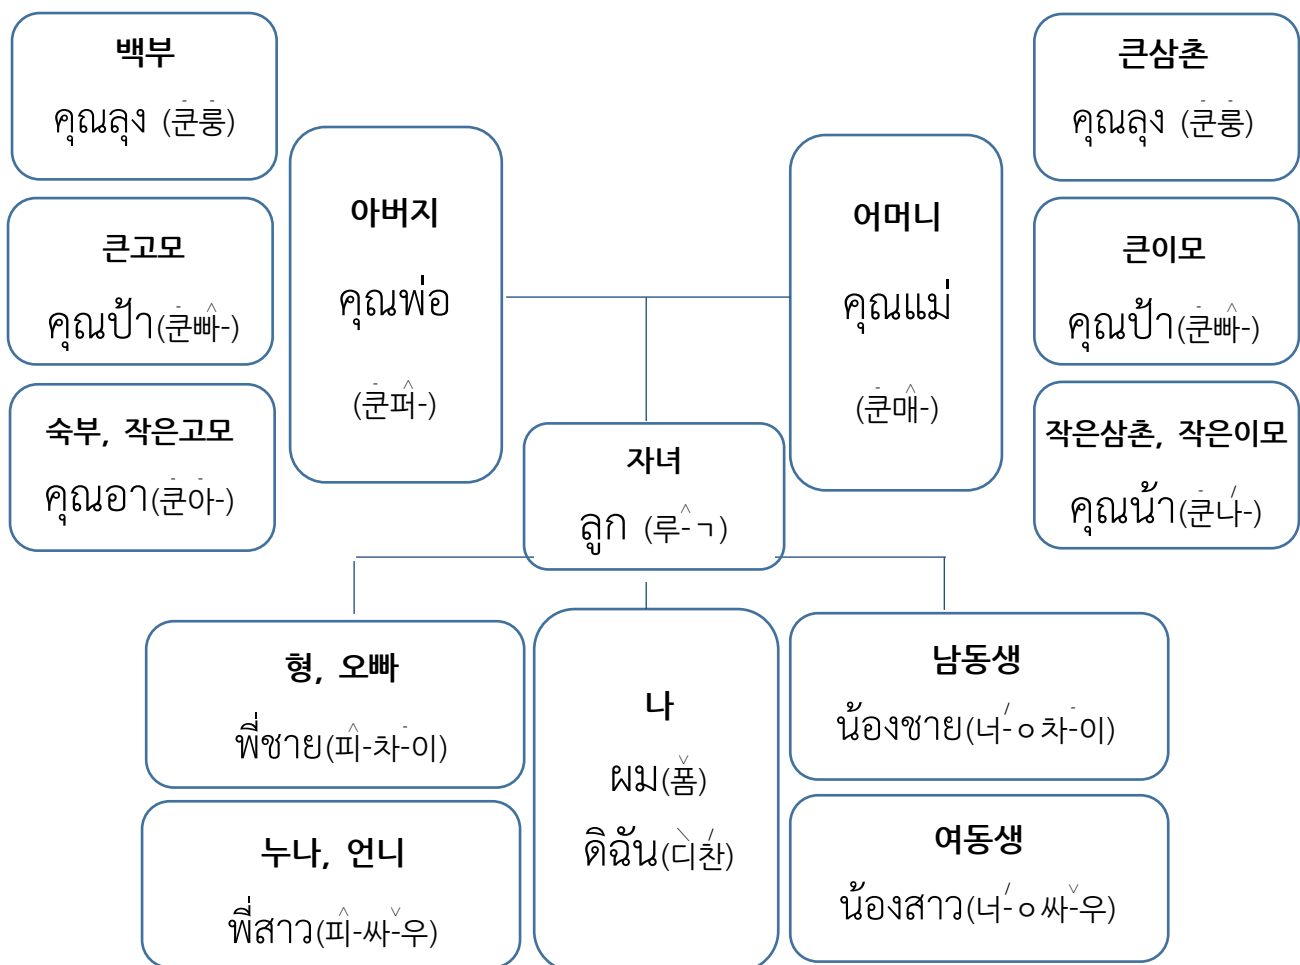 백부
คุณลุง (쿤룽)
큰고모
คุณป้า(쿤빠-)
숙부, 작은고모
คุณอา(쿤아-)
아버지
คุณพ่อ
(쿤퍼-)
어머니
คุณแม่
(쿤매-)
큰삼촌
คุณลุง (쿤룽)
큰이모
คุณป้า(쿤빠-)
작은삼촌, 작은이모
คุณน้า(쿤나-)
자녀
ลูก (루-ㄱ)
형, 오빠
พี่ชาย(피-차-이)
누나, 언니
พี่สาว(피-싸-우)
나
ผม(폼)
ดิฉัน(디찬)
남동생
น้องชาย(너-ㅇ차-이)
여동생
น้องสาว(너-ㅇ싸-우)